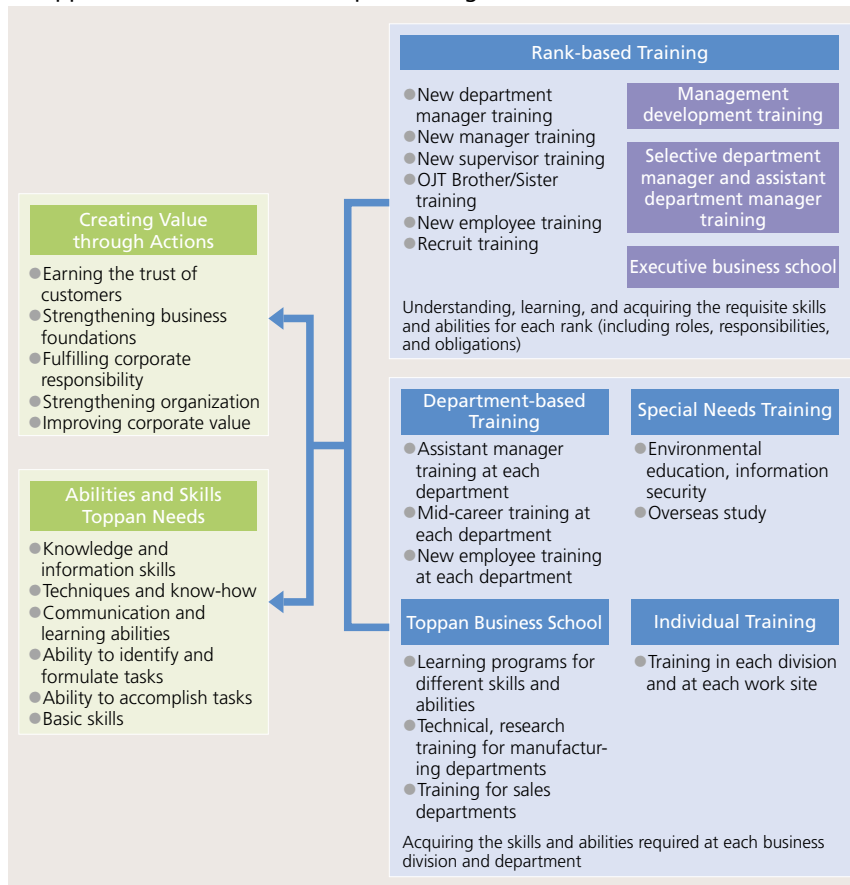 Creating Value
through Actions
●Earning the trust of
customers
●Strengthening business
foundations
●Fulfilling corporate
responsibility
●Strengthening organization
●Improving corporate value
Abilities and Skills
Toppan Needs
●Knowledge and
information skills
●Techniques and know-how
●Communication and
learning abilities
●Ability to identify and
formulate tasks
●Ability to accomplish tasks
●Basic skills
Rank-based Training
●New department
manager training
●New manager training
●New supervisor training
●OJT Brother/Sister
training
●New employee training
●Recruit training
Management
development training
Selective department
manager and assistant
department manager
training
Executive business school
Understanding, learning, and acquiring the requisite skills
and abilities for each rank (including roles, responsibilities,
and obligations)
Department-based
Training
●Assistant manager
training at each
department
●Mid-career training at
each department
●New employee training
at each department
Special Needs Training
●Environmental
education, information
security
●Overseas study
Toppan Business School
●Learning programs for
different skills and
abilities
●Technical, research
training for manufactur-
ing departments
●Training for sales
departments
Individual Training
●Training in each division
and at each work site
Acquiring the skills and abilities required at each business
division and department